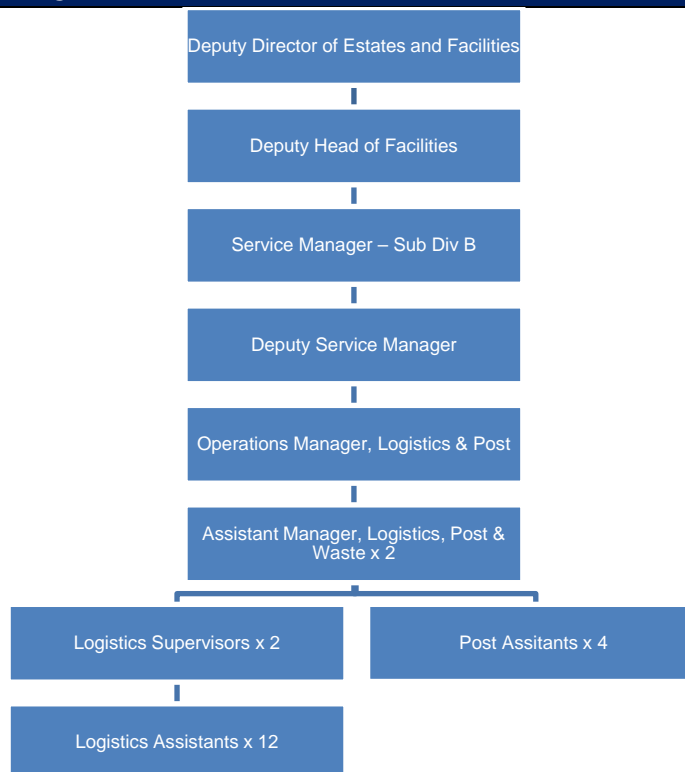 Deputy Director of Estates and Facilities
Deputy Head of Facilities
Service Manager – Sub Div B
Deputy Service Manager
Operations Manager, Logistics & Post
Assistant Manager, Logistics, Post &
Waste x 2
Logistics Supervisors x 2
Post Assitants x 4
Logistics Assistants x 12